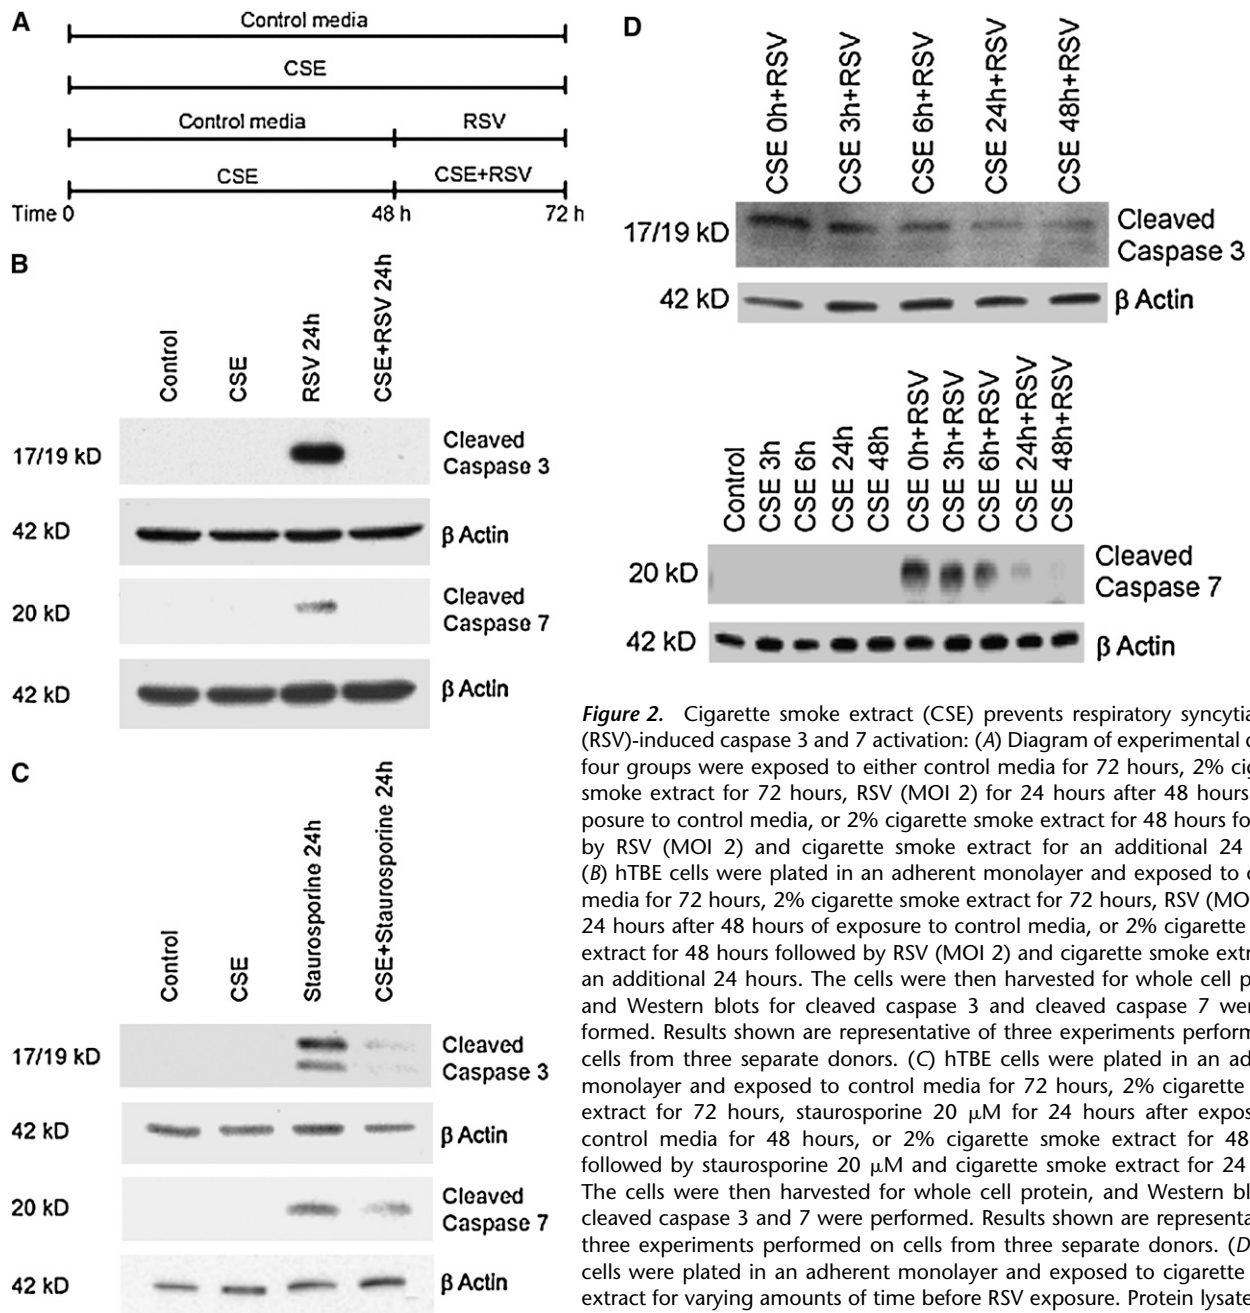 A
Control media
CSE
Control media RSV
CSE CSE+RSV
Time 0 48 h 72 h
B
Control
CSE
RSV 24h
CSE+RSV 24h
17/19 kD Cleaved Caspase 3
42 kD β Actin
20 kD Cleaved Caspase 7
42 kD β Actin
C
Control
CSE
Staurosporine 24h
CSE+Staurosporine 24h
17/19 kD Cleaved Caspase 3
42 kD β Actin
20 kD Cleaved Caspase 7
42 kD β Actin
D
CSE 0h+RSV
CSE 3h+RSV
CSE 6h+RSV
CSE 24h+RSV
CSE 48h+RSV
17/19 kD Cleaved Caspase 3
42 kD β Actin
Control
CSE 3h
CSE 6h
CSE 24h
CSE 48h
CSE 0h+RSV
CSE 3h+RSV
CSE 6h+RSV
CSE 24h+RSV
CSE 48h+RSV
20 kD Cleaved Caspase 7
42 kD β Actin
Figure 2. Cigarette smoke extract (CSE) prevents respiratory syncytia
(RSV)-induced caspase 3 and 7 activation: (A) Diagram of experimental
four groups were exposed to either control media for 72 hours, 2% cig
smoke extract for 72 hours, RSV (MOI 2) for 24 hours after 48 hours
posure to control media, or 2% cigarette smoke extract for 48 hours fo
by RSV (MOI 2) and cigarette smoke extract for an additional 24
(B) hTBE cells were plated in an adherent monolayer and exposed to
media for 72 hours, 2% cigarette smoke extract for 72 hours, RSV (MO
24 hours after 48 hours of exposure to control media, or 2% cigarette
extract for 48 hours followed by RSV (MOI 2) and cigarette smoke extr
an additional 24 hours. The cells were then harvested for whole cell p
and Western blots for cleaved caspase 3 and cleaved caspase 7 wer
formed. Results shown are representative of three experiments perform
cells from three separate donors. (C) hTBE cells were plated in an ad
monolayer and exposed to control media for 72 hours, 2% cigarette
extract for 72 hours, staurosporine 20 μM for 24 hours after expos
control media for 48 hours, or 2% cigarette smoke extract for 48
followed by staurosporine 20 μM and cigarette smoke extract for 24
The cells were then harvested for whole cell protein, and Western bl
cleaved caspase 3 and 7 were performed. Results shown are representa
three experiments performed on cells from three separate donors. (D
cells were plated in an adherent monolayer and exposed to cigarette
extract for varying amounts of time before RSV exposure. Protein lysate